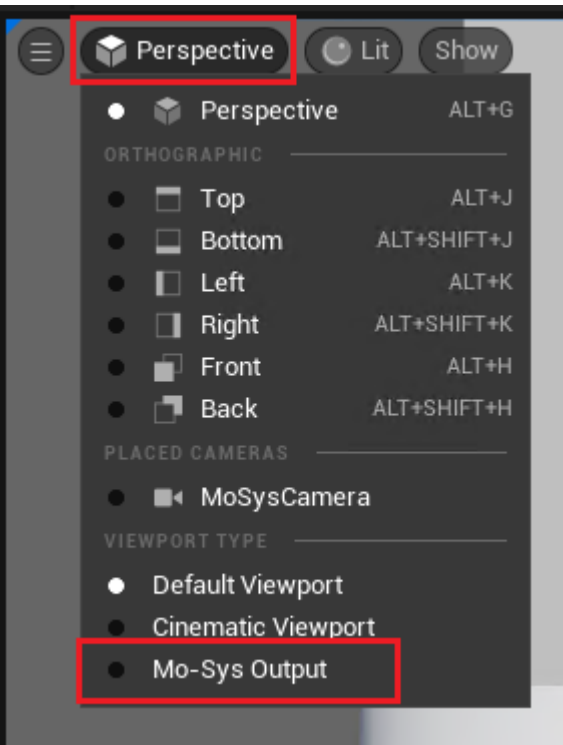 Perspective Lit Show
Perspective ALT+G
ORTHOGRAPHIC
Top ALT+J
Bottom ALT+SHIFT+J
Left ALT+K
Right ALT+SHIFT+K
Front ALT+H
Back ALT+SHIFT+H
PLACED CAMERAS
MoSysCamera
VIEWPORT TYPE
Default Viewport
Cinematic Viewport
Mo-Sys Output